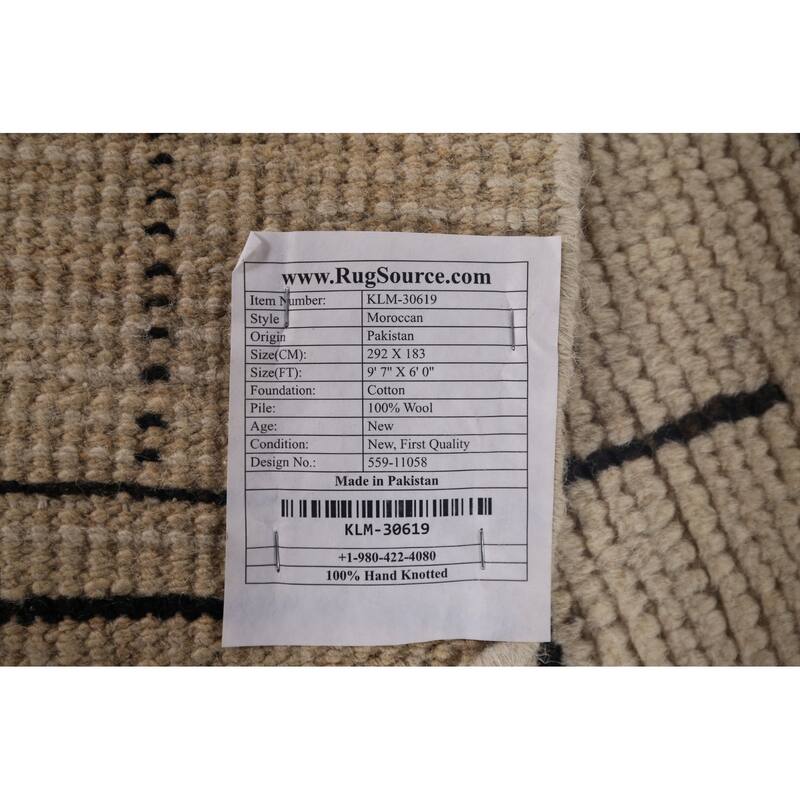 www.RugSource.com
Item Number: KLM-30619
Style Moroccan
Origin Pakistan
Size(CM): 292 X 183
Size(FT): 9' 7" X 6' 0"
Foundation: Cotton
Pile: 100% Wool
Age: New
Condition: New, First Quality
Design No.: 559-11058
Made in Pakistan
KLM-30619
+1-980-422-4080
100% Hand Knotted